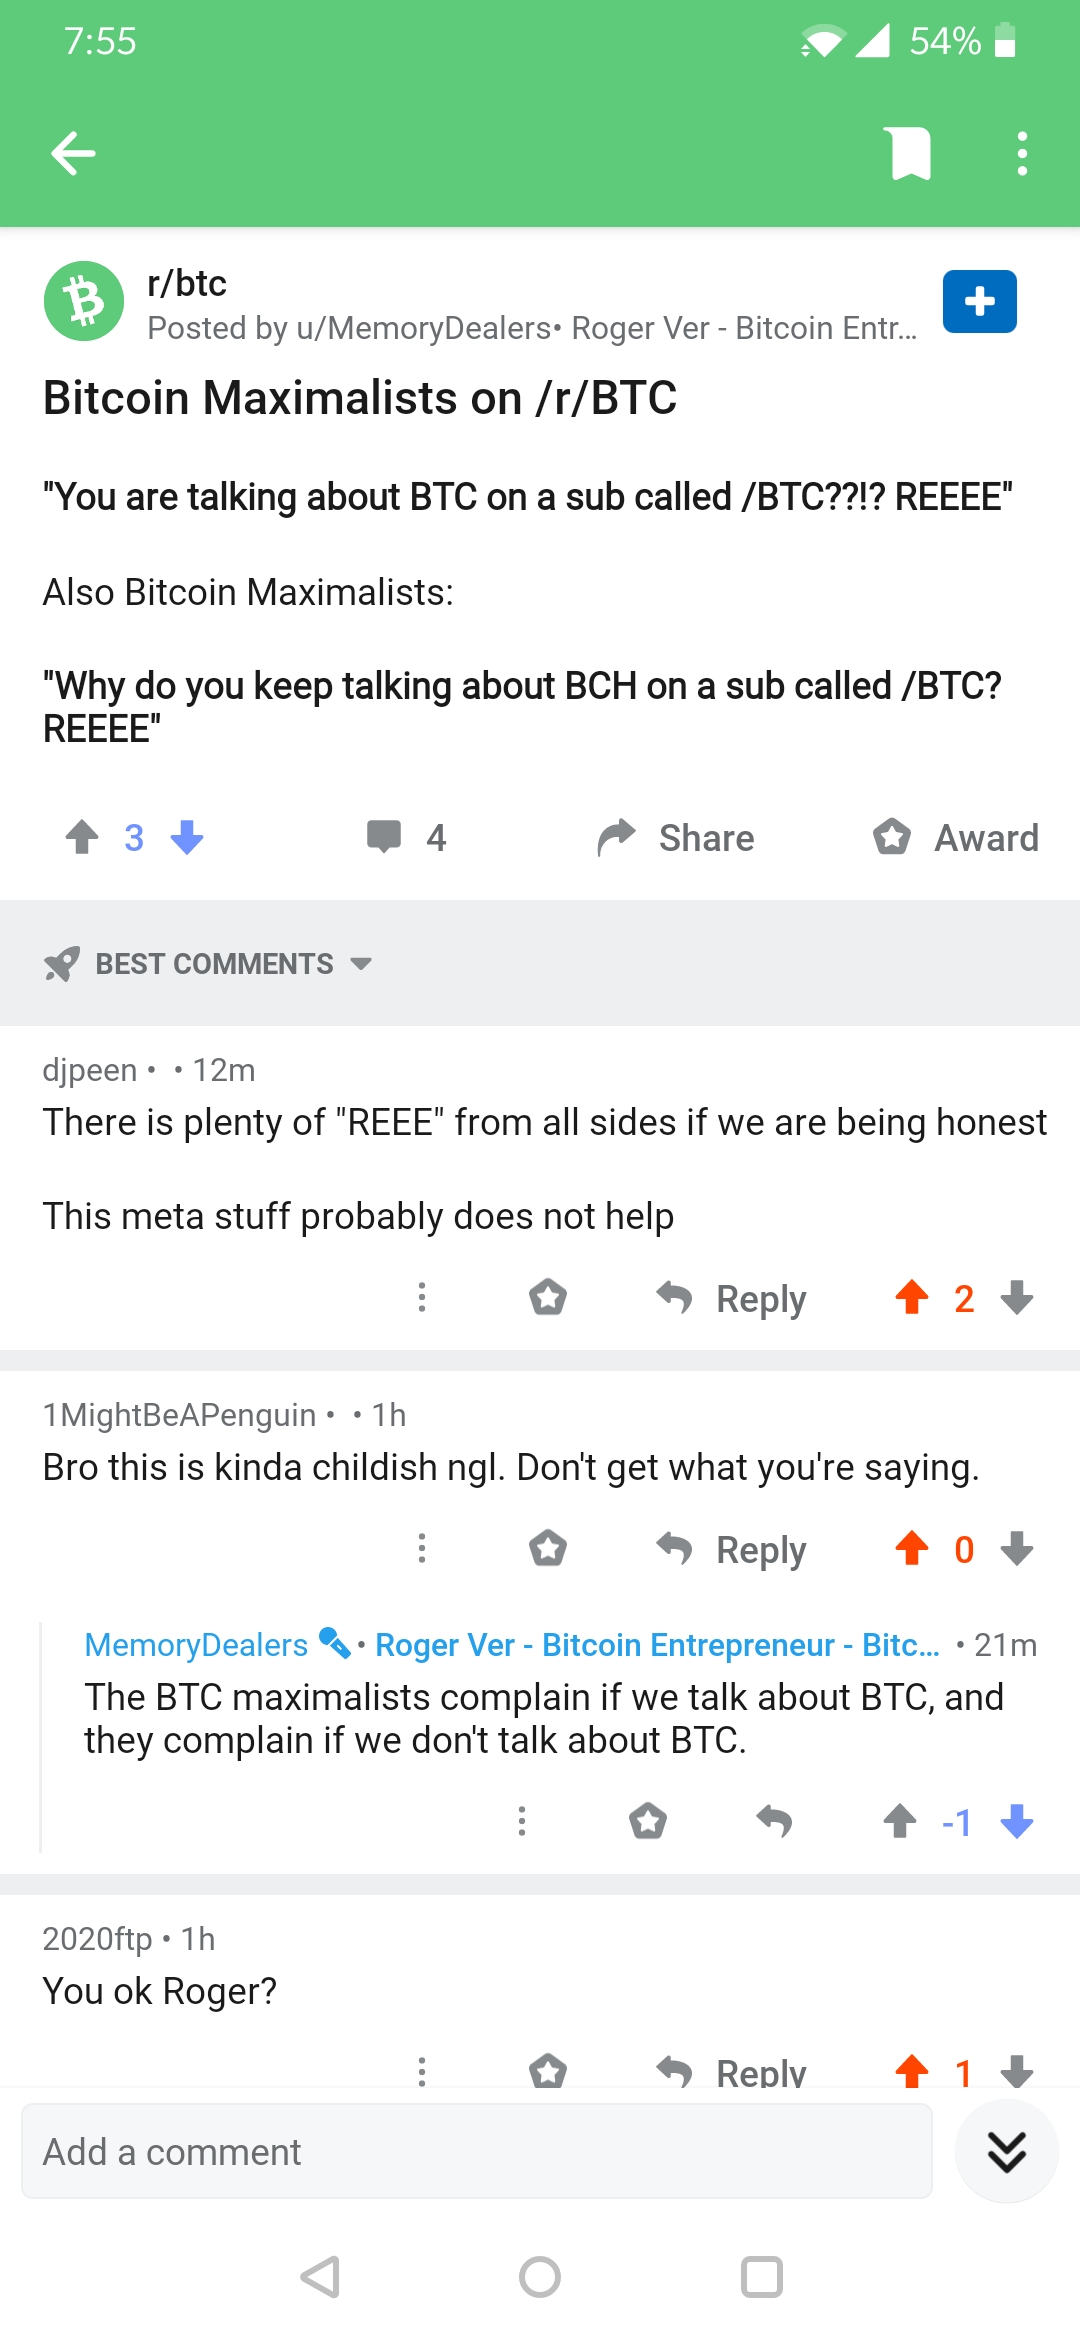 7:55
54%
r/btc
Posted by u/MemoryDealers• Roger Ver - Bitcoin Entr...
Bitcoin Maximalists on /r/BTC
"You are talking about BTC on a sub called /BTC??!? REEEE"
Also Bitcoin Maximalists:
"Why do you keep talking about BCH on a sub called /BTC?
REEEE"
3
4
Share
Award
BEST COMMENTS
djpeen • • 12m
There is plenty of "REEE" from all sides if we are being honest
This meta stuff probably does not help
Reply
2
1MightBeAPenguin • • 1h
Bro this is kinda childish ngl. Don't get what you're saying.
Reply
0
MemoryDealers • Roger Ver - Bitcoin Entrepreneur - Bitc... • 21m
The BTC maximalists complain if we talk about BTC, and
they complain if we don't talk about BTC.
-1
2020ftp • 1h
You ok Roger?
Reply
1
Add a comment